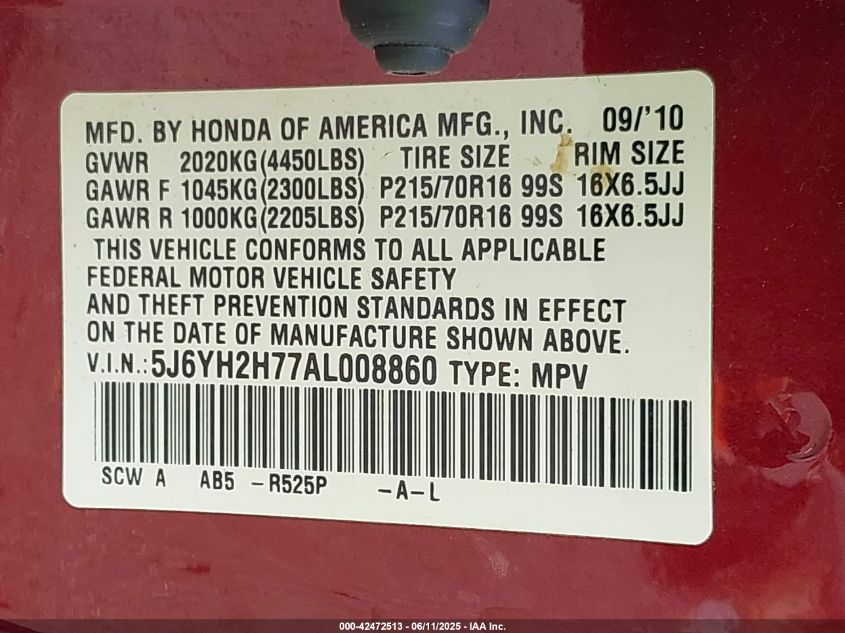 MFD. BY HONDA OF AMERICA MFG., INC. 09/'10
GVWR 2020KG(4450LBS) TIRE SIZE RIM SIZE
GAWR F 1045KG(2300LBS) P215/70R16 99S 16X6.5JJ
GAWR R 1000KG(2205LBS) P215/70R16 99S 16X6.5JJ
THIS VEHICLE CONFORMS TO ALL APPLICABLE
FEDERAL MOTOR VEHICLE SAFETY
AND THEFT PREVENTION STANDARDS IN EFFECT
ON THE DATE OF MANUFACTURE SHOWN ABOVE.
V.I.N.:5J6YH2H77AL008860 TYPE: MPV
SCW A AB5 -R525P -A-L
000-42472513 - 06/11/2025 - IAA Inc.